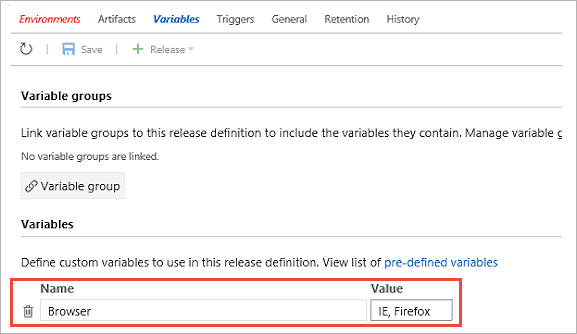 Environments Artifacts Variables Triggers General Retention History
Save Release
Variable groups
Link variable groups to this release definition to include the variables they contain. Manage variable g
No variable groups are linked.
Variable group
Variables
Define custom variables to use in this release definition. View list of pre-defined variables
Name Value
Browser IE, Firefox